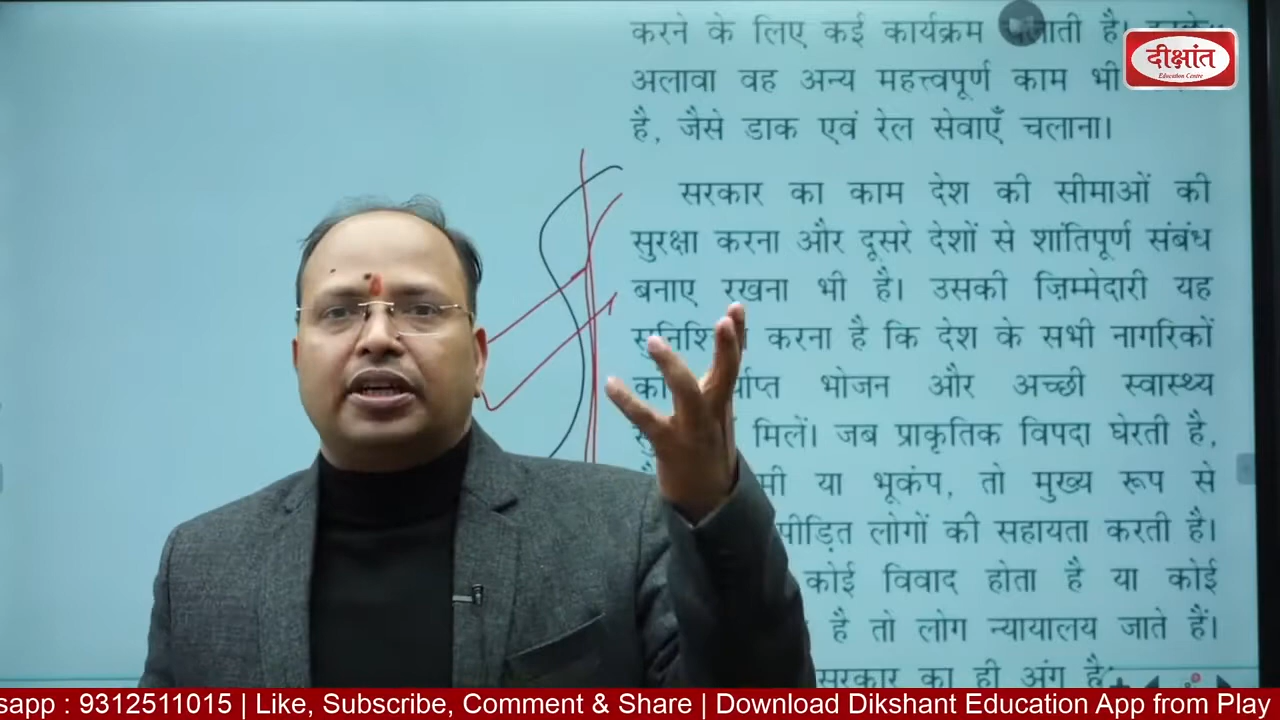 करने के लिए कई कार्यक्रम है।
दीक्षांत
Education Centre
अलावा वह अन्य महत्त्वपूर्ण काम भी
है, जैसे डाक एवं रेल सेवाएँ चलाना।
सरकार का काम देश की सीमाओं की
सुरक्षा करना और दूसरे देशों से शांतिपूर्ण संबंध
बनाए रखना भी है। उसकी ज़िम्मेदारी यह
करना है कि देश के सभी नागरिकों
भोजन और अच्छी स्वास्थ्य
मिलें। जब प्राकृतिक विपदा घेरती है,
या भूकंप, तो मुख्य रूप से
पीड़ित लोगों की सहायता करती है।
कोई विवाद होता है या कोई
है तो लोग न्यायालय जाते हैं।
सरकार का ही अंग है
: 9312511015 | Like, Subscribe, Comment & Share | Download Dikshant Education App from Play